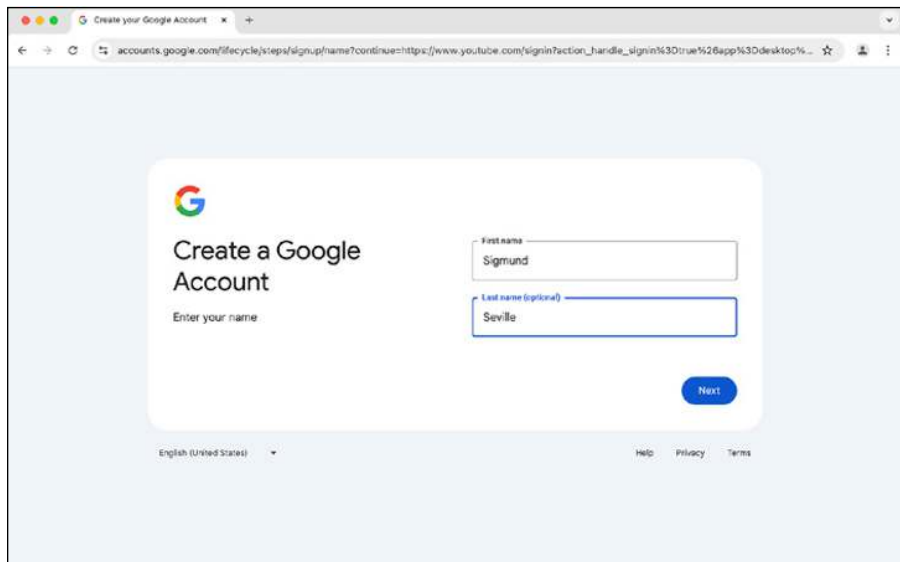 Create your Google Account
accounts.google.com/lifecycle/steps/signup/name?continue=https://www.youtube.com/signin?action_handle_signin%3Dtrue%26app%3Ddesktop%...
Create a Google
Account
Enter your name
First name
Sigmund
Last name (optional)
Seville
Next
English (United States)
Help Privacy Terms